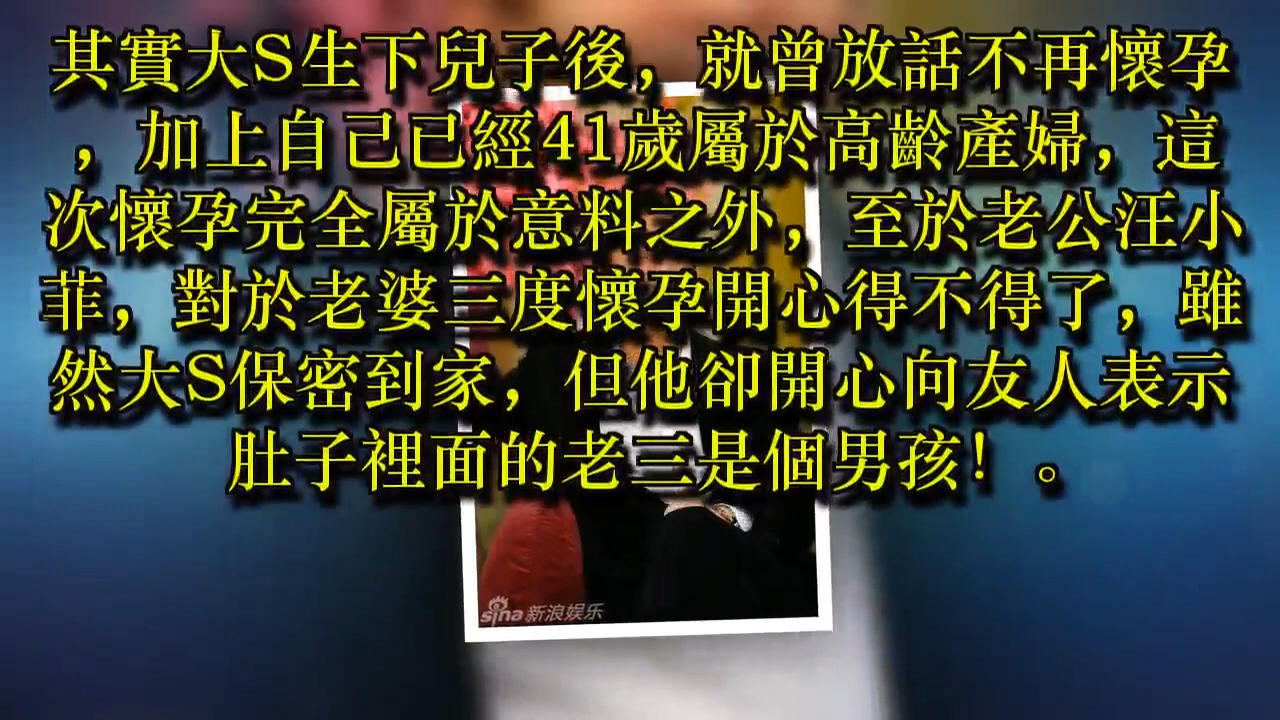 其實大S生下兒子後，就曾放話不再懷孕
，加上自己已經41歲屬於高齡產婦，這
次懷孕完全屬於意料之外，至於老公汪小
菲，對於老婆三度懷孕開心得不得了，雖
然大S保密到家，但他卻開心向友人表示
肚子裡面的老三是個男孩！。
sina新浪娱乐